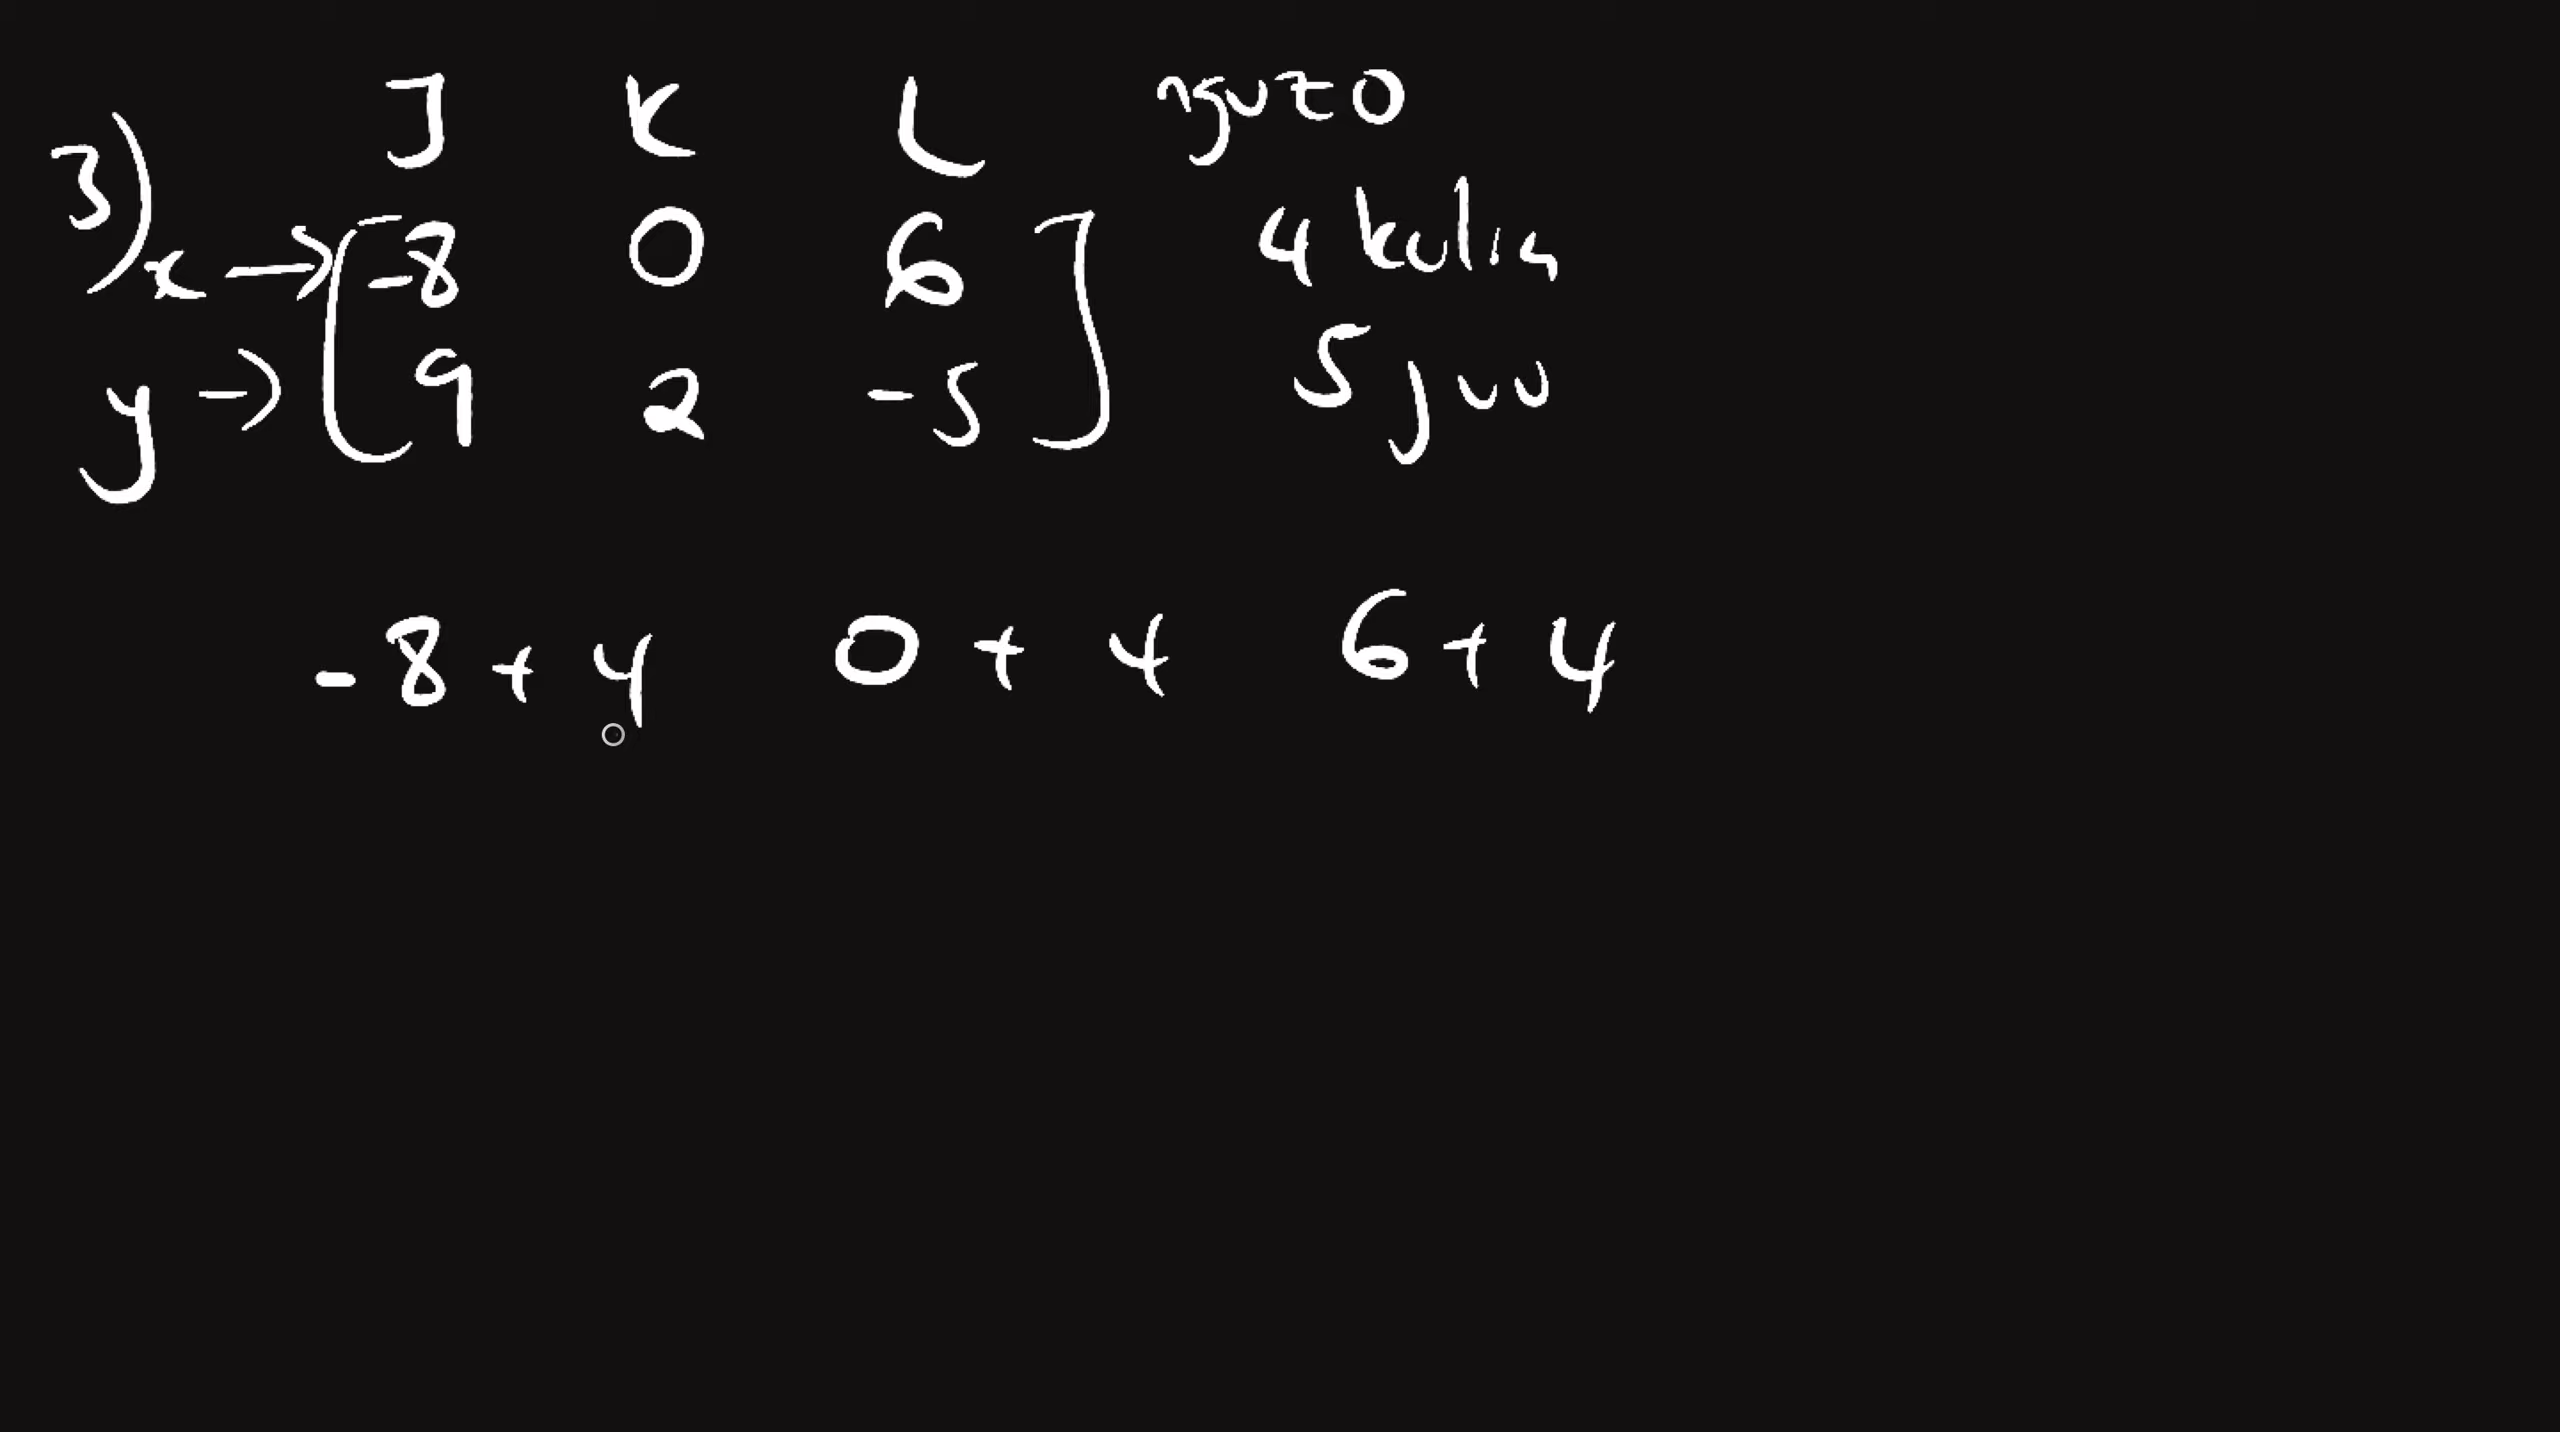 J K L nguzo
3) x → [ -8 0 6 ] 4 kulia
y → [ 9 2 -5 ] 5 juu
-8 + 4 0 + 4 6 + 4